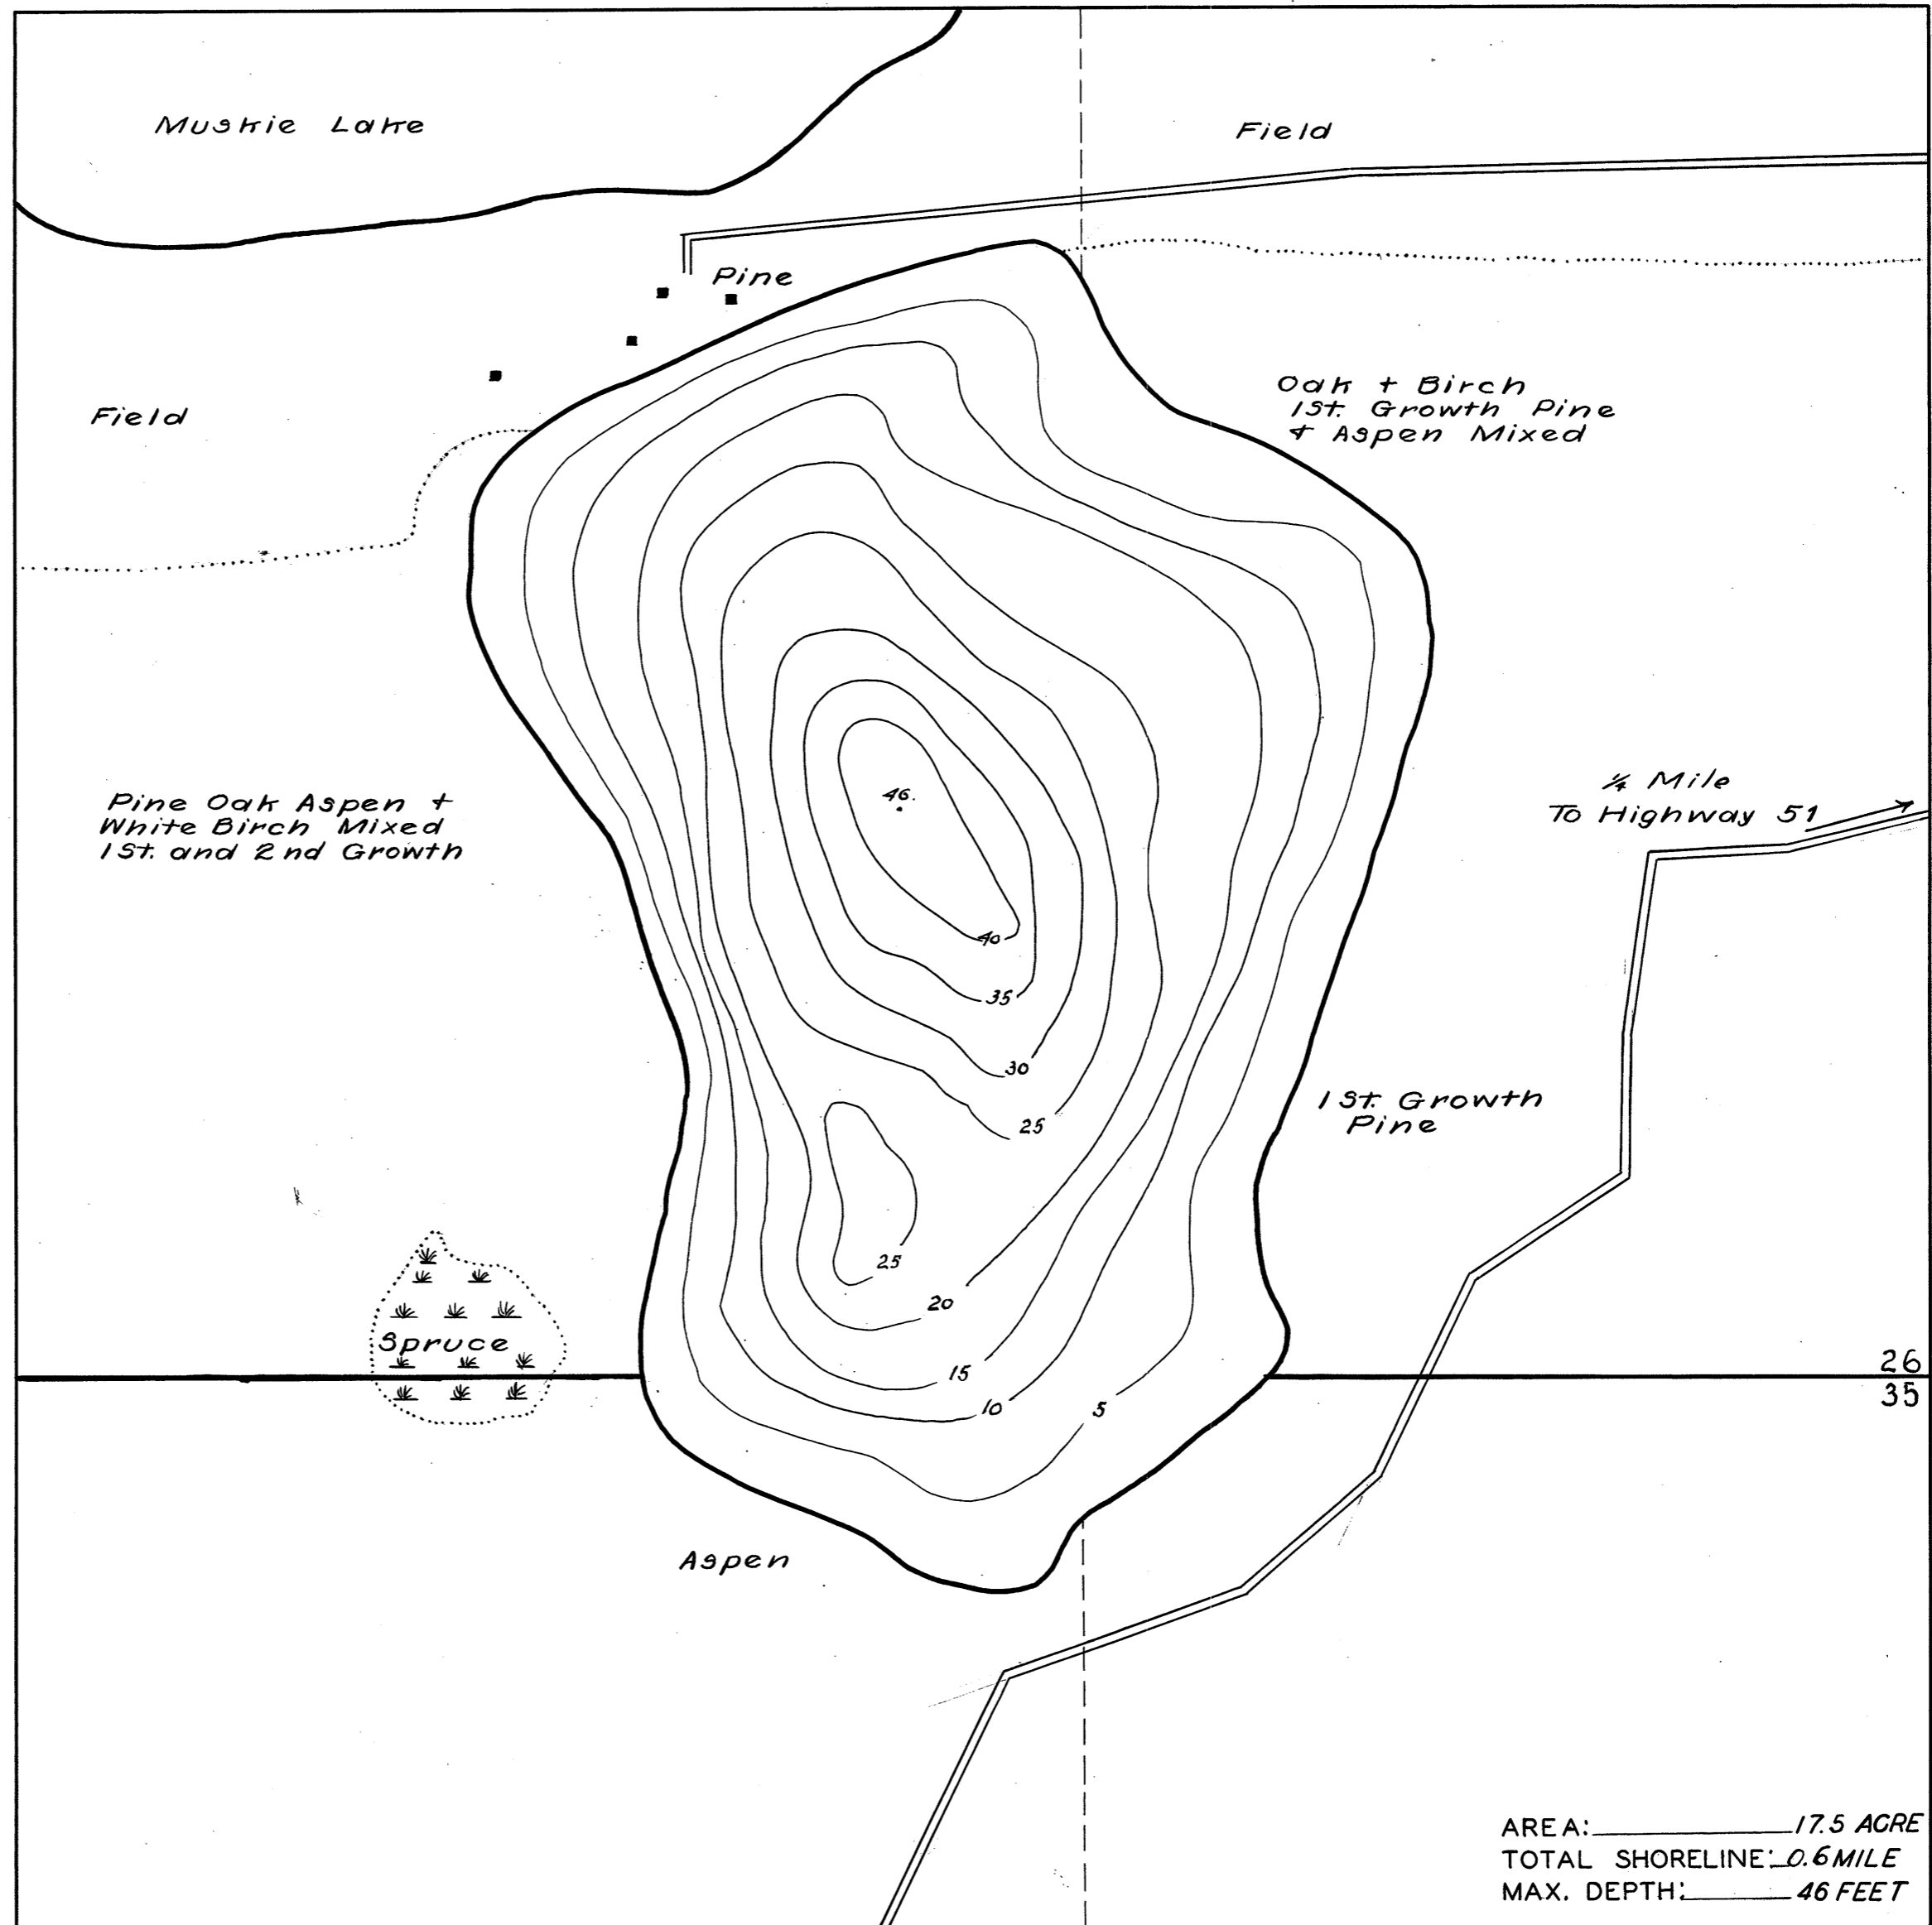 Muskie Lake
Field
Pine
Field
Oak + Birch
1st. Growth Pine
+ Aspen Mixed
Pine Oak Aspen +
White Birch Mixed
1st. and 2nd Growth
¼ Mile
To Highway 51
46.
40
35
30
25
1st. Growth
Pine
25
20
Spruce
15
10
5
26
35
Aspen
AREA: 17.5 ACRE
TOTAL SHORELINE: 0.6 MILE
MAX. DEPTH: 46 FEET